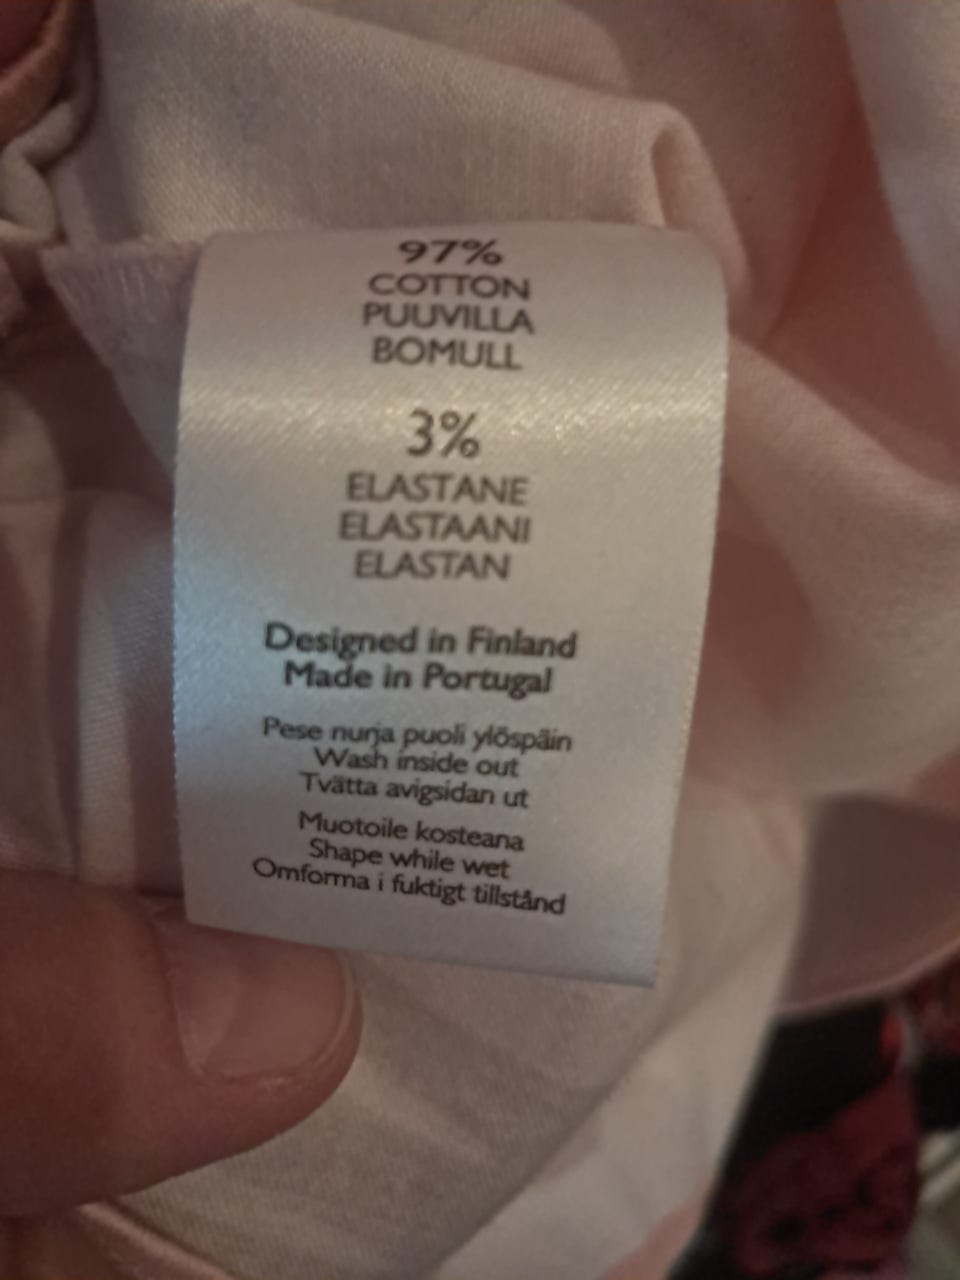 97%
COTTON
PUUVILLA
BOMULL
3%
ELASTANE
ELASTAANI
ELASTAN
Designed in Finland
Made in Portugal
Pese nurja puoli ylöspäin
Wash inside out
Tvätta avigsidan ut
Muotoile kosteana
Shape while wet
Omforma i fuktigt tillstånd